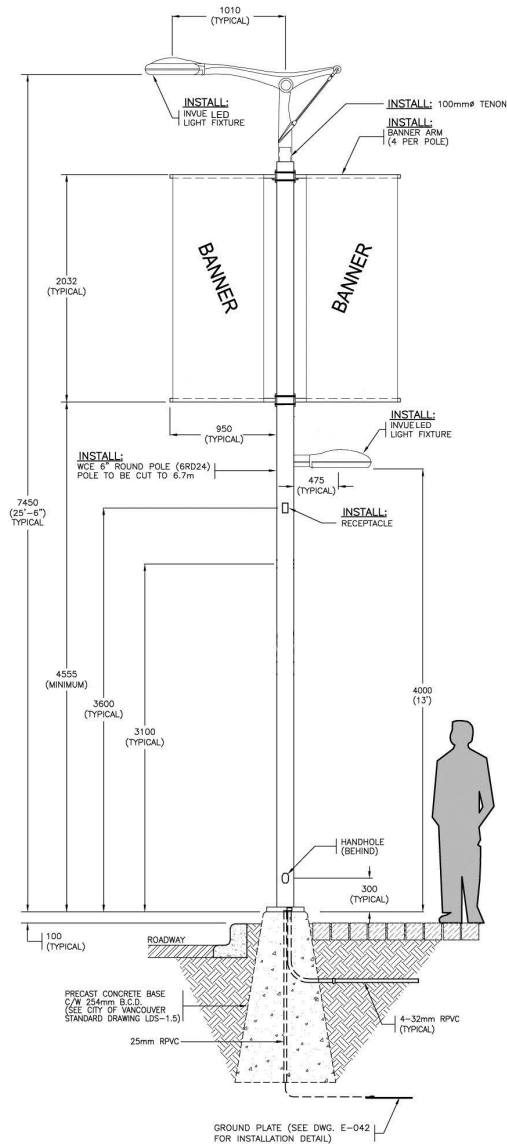 1010
(TYPICAL)
INSTALL:
INVUE LED
LIGHT FIXTURE
INSTALL: 100mmø TENON
INSTALL:
BANNER ARM
(4 PER POLE)
2032
(TYPICAL)
BANNER
BANNER
950
(TYPICAL)
INSTALL:
INVUELED
LIGHT FIXTURE
INSTALL:
WCE 6" ROUND POLE (6RD24)
POLE TO BE CUT TO 6.7m
475
(TYPICAL)
7450
(25'-6")
TYPICAL
INSTALL:
RECEPTACLE
4555
(MINIMUM)
3600
(TYPICAL)
3100
(TYPICAL)
4000
(13')
HANDHOLE
(BEHIND)
300
(TYPICAL)
100
(TYPICAL)
ROADWAY
PRECAST CONCRETE BASE
C/W 254mm B.C.D.
(SEE CITY OF VANCOUVER
STANDARD DRAWING LDS-1.5)
4-32mm RPVC
(TYPICAL)
25mm RPVC
GROUND PLATE (SEE DWG. E-042
FOR INSTALLATION DETAIL)